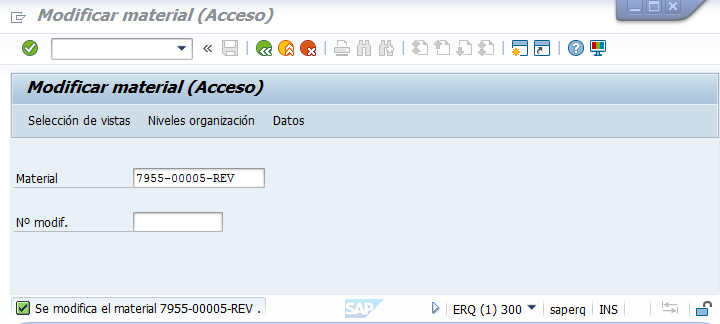 Modificar material (Acceso)
Modificar material (Acceso)
Selección de vistas Niveles organización Datos
Material 7955-00005-REV
Nº modif.
Se modifica el material 7955-00005-REV . SAP ERQ (1) 300 saperq INS